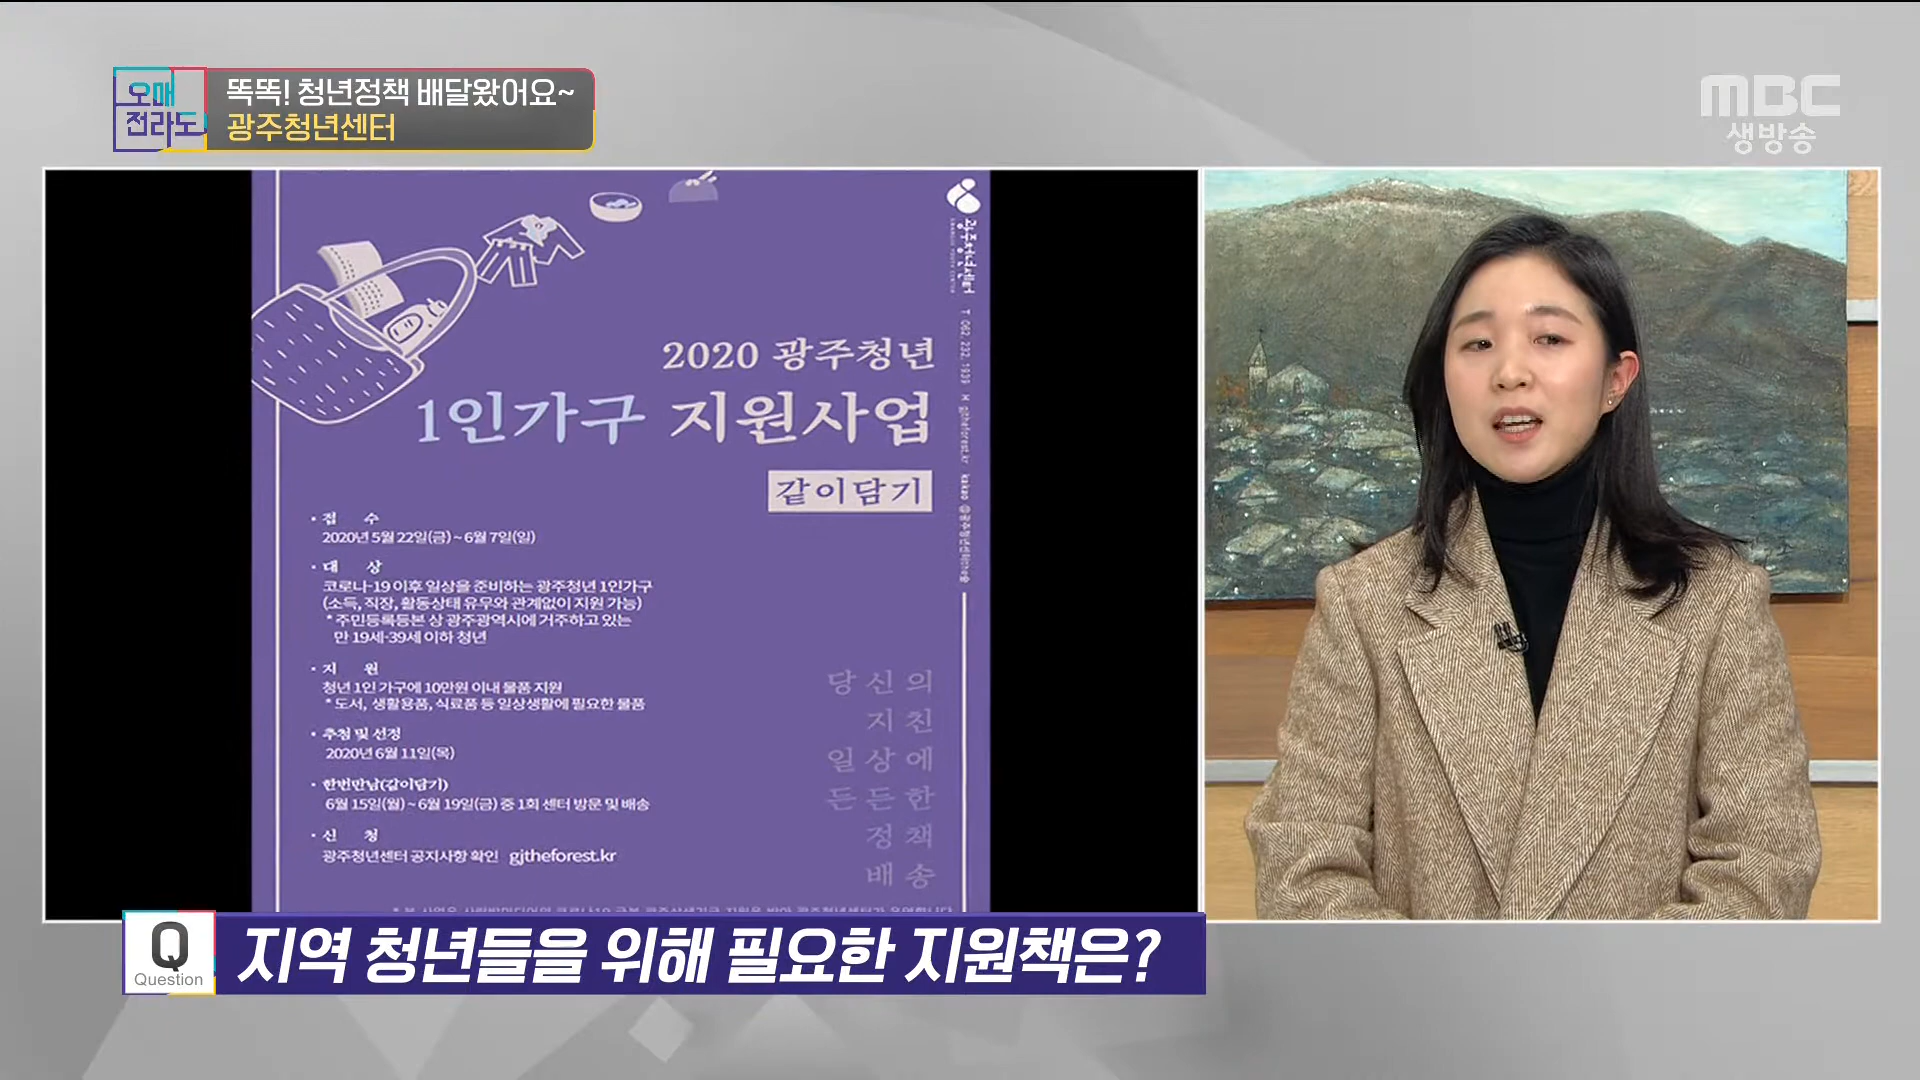 오매
전라도
똑똑! 청년정책 배달왔어요~
광주청년센터
MBC
생방송
광주청년센터
T 062. 232. 1939 H gjtheforest.kr
2020 광주청년
1인가구 지원사업
같이담기
· 접 수
2020년 5월 22일(금) ~ 6월 7일(일)
· 대 상
코로나-19 이후 일상을 준비하는 광주청년 1인가구
(소득, 직장, 활동상태 유무와 관계없이 지원 가능)
* 주민등록등본 상 광주광역시에 거주하고 있는
만 19세-39세 이하 청년
· 지 원
청년 1인 가구에 10만원 이내 물품 지원
* 도서, 생활용품, 식료품 등 일상생활에 필요한 물품
· 추첨 및 선정
2020년 6월 11일(목)
· 한번만남(같이담기)
6월 15일(월) ~ 6월 19일(금) 중 1회 센터 방문 및 배송
· 신 청
광주청년센터 공지사항 확인 gjtheforest.kr
당신의
지친
일상에
든든한
정책
배송
Q
Question
지역 청년들을 위해 필요한 지원책은?